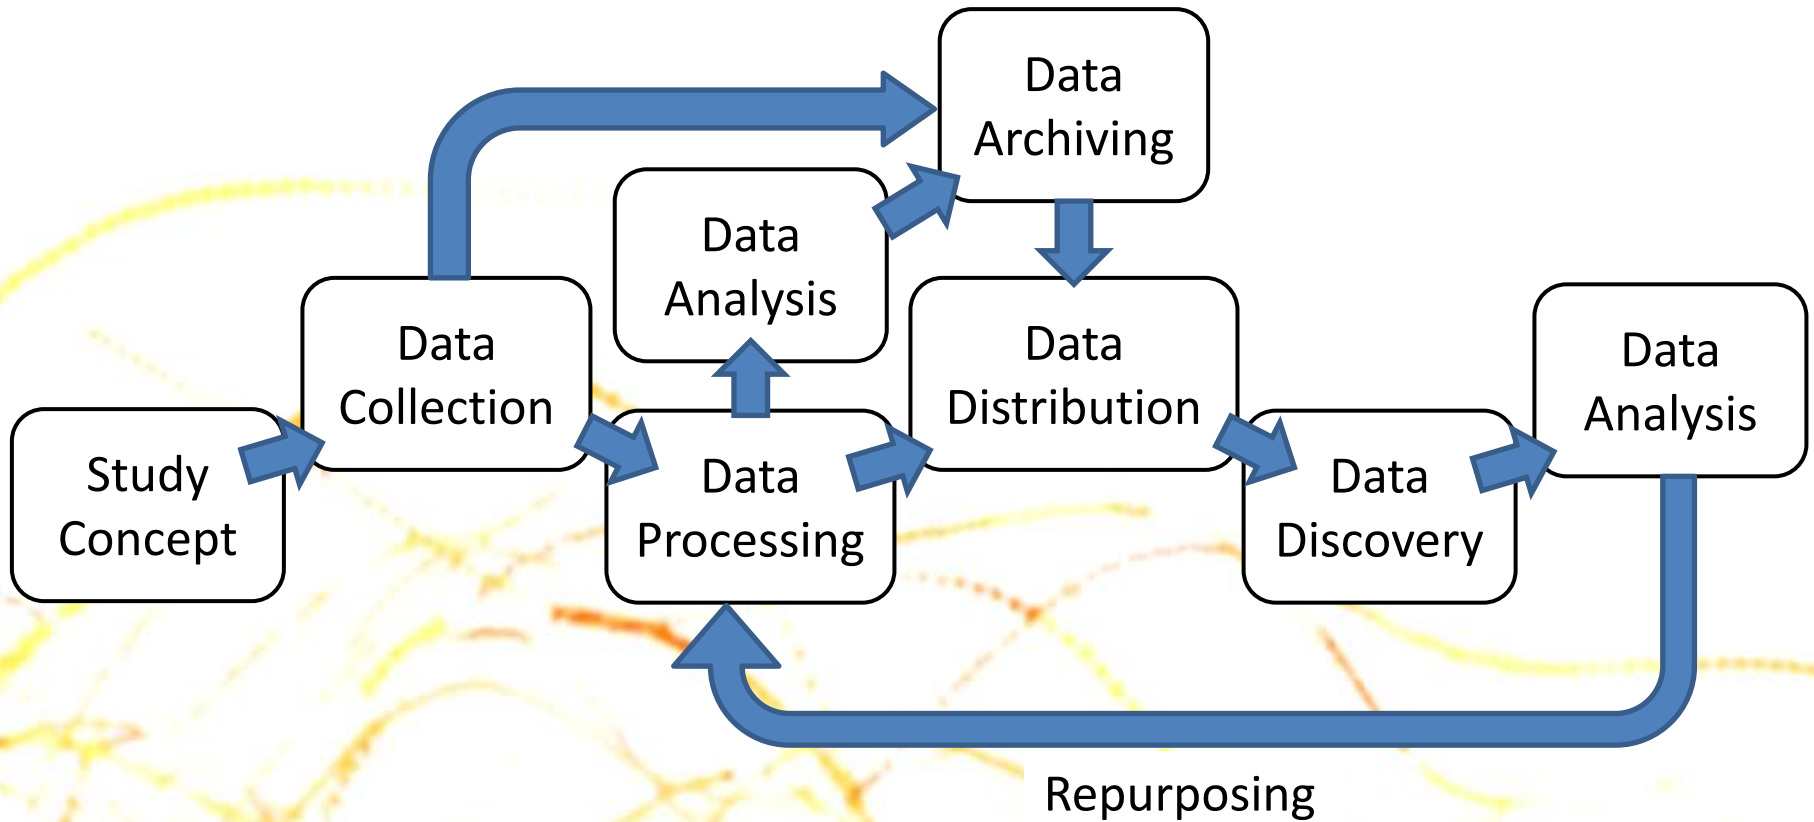 Study
Concept
Data
Collection
Data
Processing
Data
Analysis
Data
Archiving
Data
Distribution
Data
Discovery
Data
Analysis
Repurposing